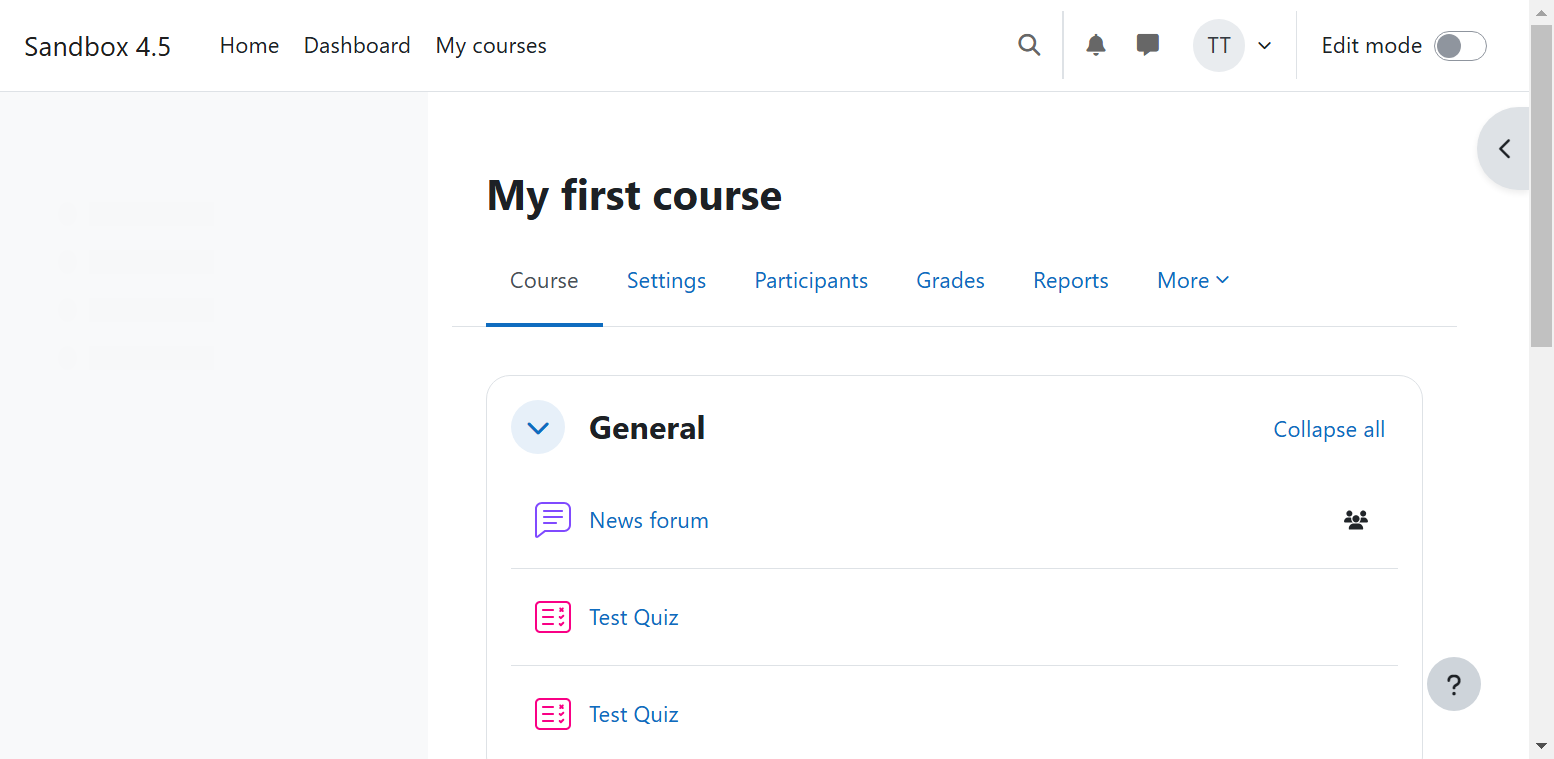 Sandbox 4.5 Home Dashboard My courses TT Edit mode
My first course
Course Settings Participants Grades Reports More
General Collapse all
News forum
Test Quiz
Test Quiz
?